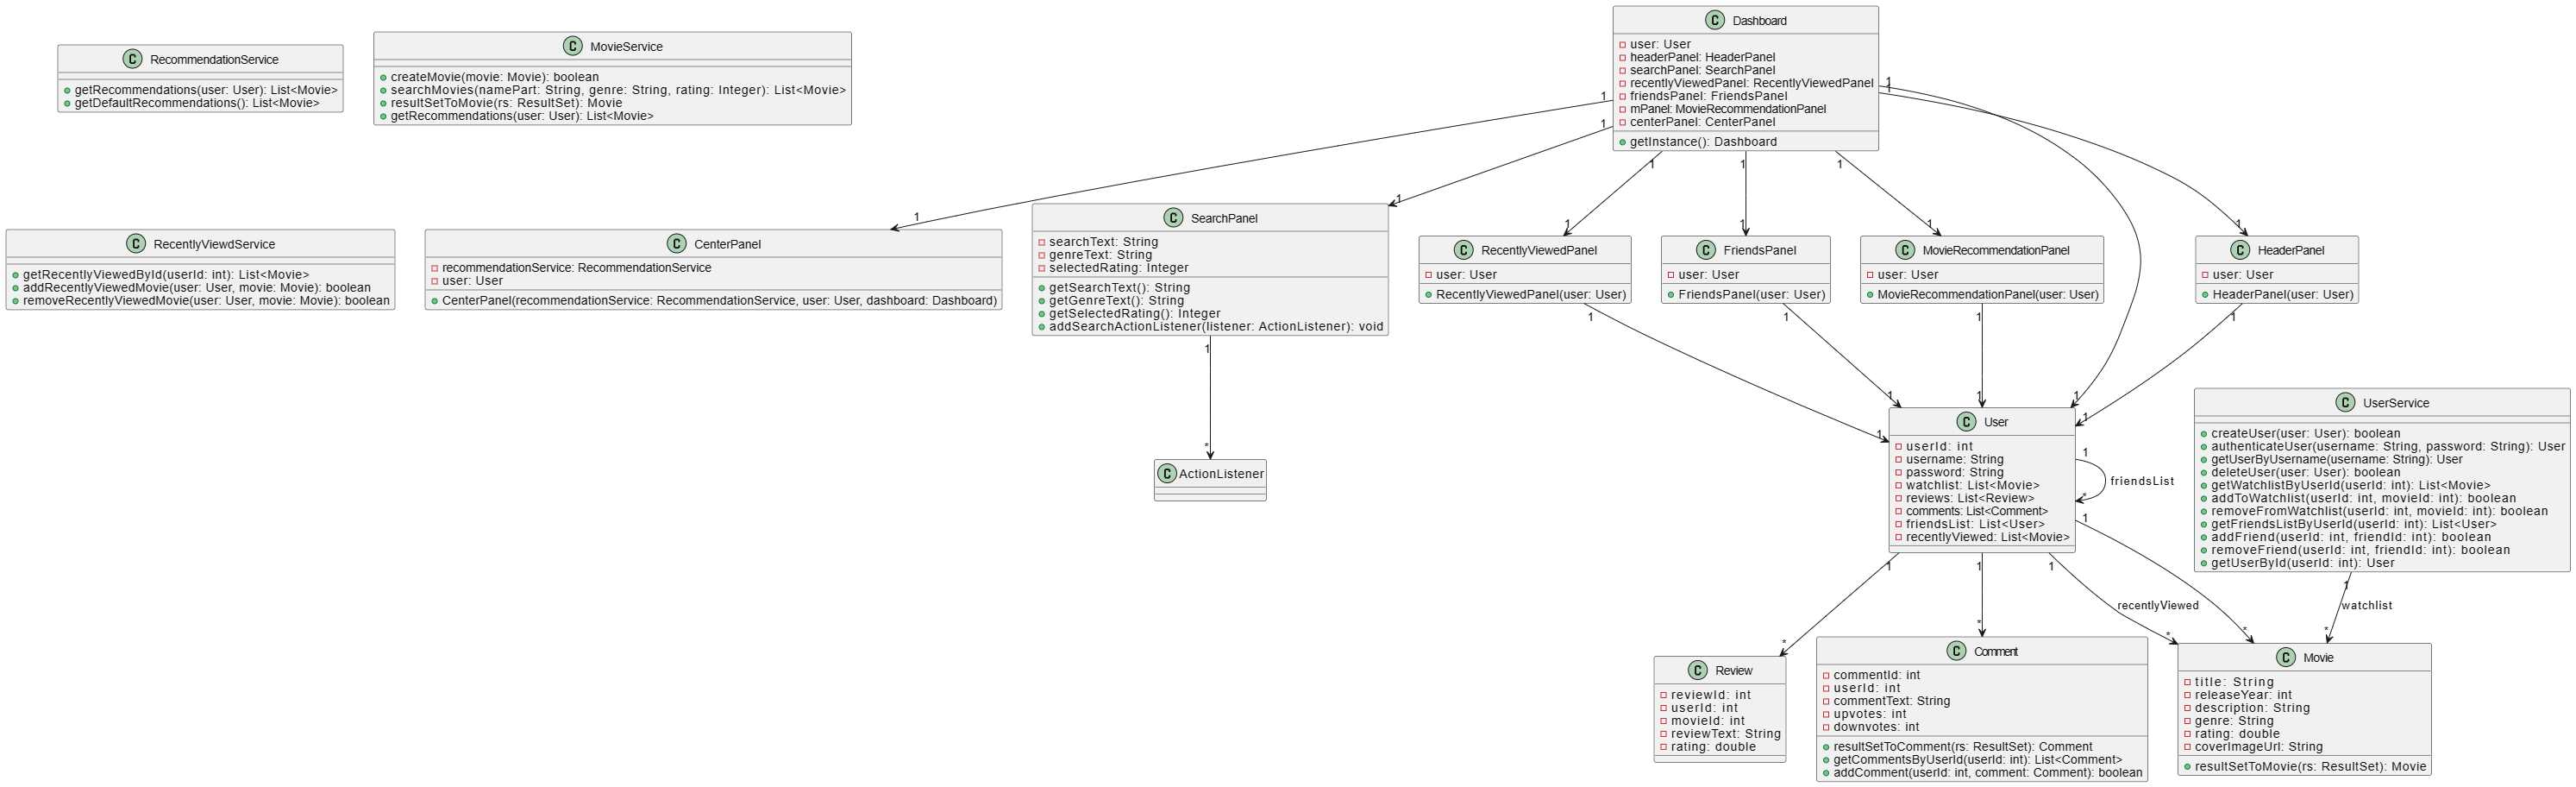 RecommendationService
getRecommendations(user: User): List<Movie>
getDefaultRecommendations(): List<Movie>
MovieService
createMovie(movie: Movie): boolean
searchMovies(namePart: String, genre: String, rating: Integer): List<Movie>
resultSetToMovie(rs: ResultSet): Movie
getRecommendations(user: User): List<Movie>
Dashboard
user: User
headerPanel: HeaderPanel
searchPanel: SearchPanel
recentlyViewedPanel: RecentlyViewedPanel
friendsPanel: FriendsPanel
mPanel: MovieRecommendationPanel
centerPanel: CenterPanel
getInstance(): Dashboard
1
1
1
1
1
1
1
1
1
1
1
1
1
RecentlyViewdService
getRecentlyViewedById(userId: int): List<Movie>
addRecentlyViewedMovie(user: User, movie: Movie): boolean
removeRecentlyViewedMovie(user: User, movie: Movie): boolean
CenterPanel
recommendationService: RecommendationService
user: User
CenterPanel(recommendationService: RecommendationService, user: User, dashboard: Dashboard)
SearchPanel
searchText: String
genreText: String
selectedRating: Integer
getSearchText(): String
getGenreText(): String
getSelectedRating(): Integer
addSearchActionListener(listener: ActionListener): void
RecentlyViewedPanel
user: User
RecentlyViewedPanel(user: User)
FriendsPanel
user: User
FriendsPanel(user: User)
MovieRecommendationPanel
user: User
MovieRecommendationPanel(user: User)
HeaderPanel
user: User
HeaderPanel(user: User)
1
1
1
1
1
*
1
1
1
1
1
ActionListener
User
userId: int
username: String
password: String
watchlist: List<Movie>
reviews: List<Review>
comments: List<Comment>
friendsList: List<User>
recentlyViewed: List<Movie>
1
*
friendsList
1
UserService
createUser(user: User): boolean
authenticateUser(username: String, password: String): User
getUserByUsername(username: String): User
deleteUser(user: User): boolean
getWatchlistByUserId(userId: int): List<Movie>
addToWatchlist(userId: int, movieId: int): boolean
removeFromWatchlist(userId: int, movieId: int): boolean
getFriendsListByUserId(userId: int): List<User>
addFriend(userId: int, friendId: int): boolean
removeFriend(userId: int, friendId: int): boolean
getUserById(userId: int): User
1
1
1
1
recentlyViewed
watchlist
*
*
*
*
*
Review
reviewId: int
userId: int
movieId: int
reviewText: String
rating: double
Comment
commentId: int
userId: int
commentText: String
upvotes: int
downvotes: int
resultSetToComment(rs: ResultSet): Comment
getCommentsByUserId(userId: int): List<Comment>
addComment(userId: int, comment: Comment): boolean
Movie
title: String
releaseYear: int
description: String
genre: String
rating: double
coverImageUrl: String
resultSetToMovie(rs: ResultSet): Movie